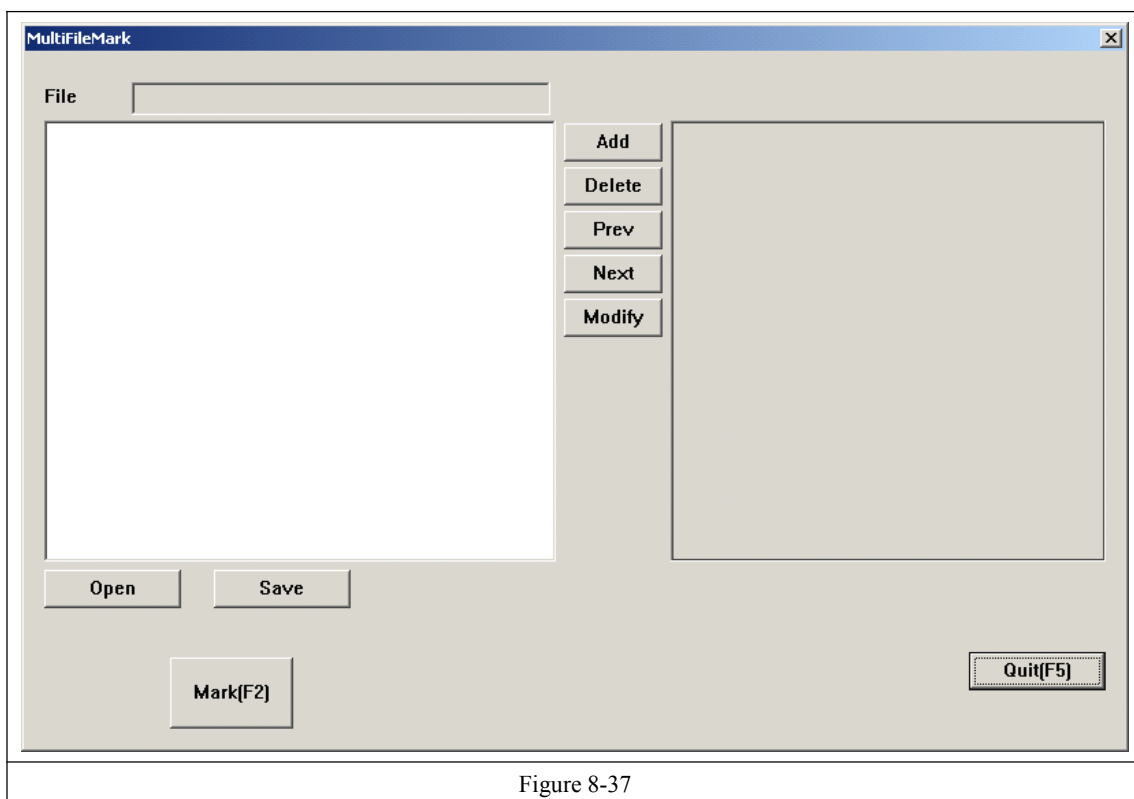 MultiFileMark
File
Add
Delete
Prev
Next
Modify
Open Save
Mark(F2)
Quit(F5)
Figure 8-37